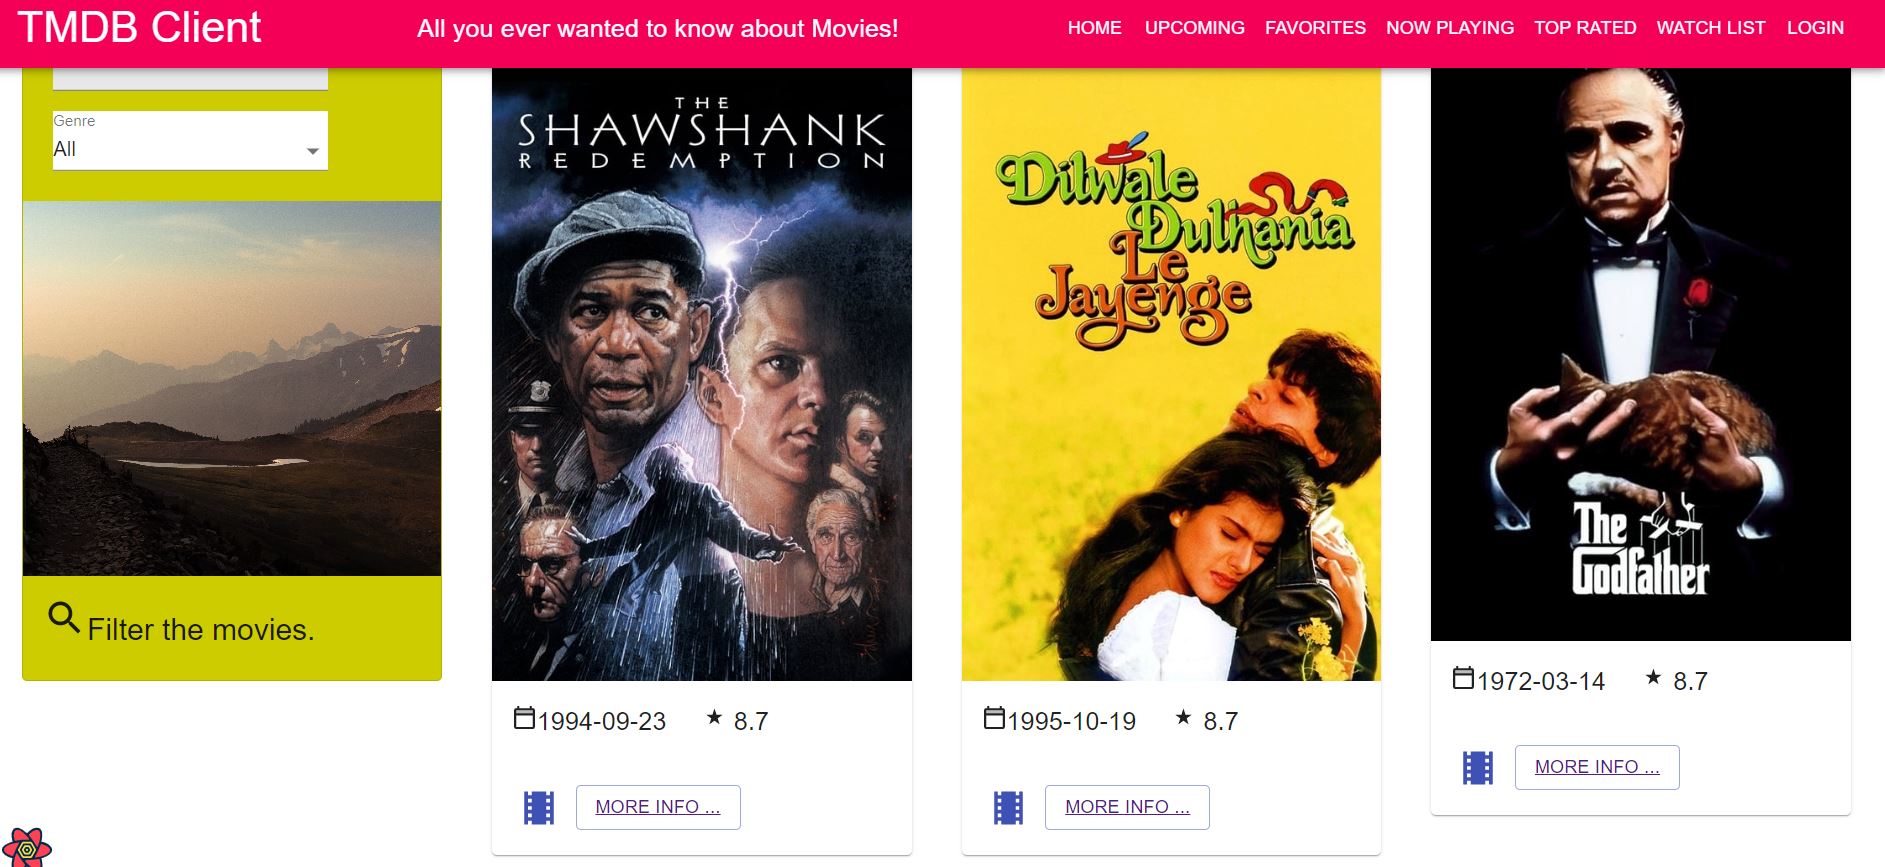 TMDB Client
All you ever wanted to know about Movies!
HOME UPCOMING FAVORITES NOW PLAYING TOP RATED WATCH LIST LOGIN
Genre
All
Filter the movies.
THE
SHAWSHANK
REDEMPTION
1994-09-23 8.7
MORE INFO ...
Dilwale
Dulhania
Le
Jayenge
1995-10-19 8.7
MORE INFO ...
The
Godfather
1972-03-14 8.7
MORE INFO ...